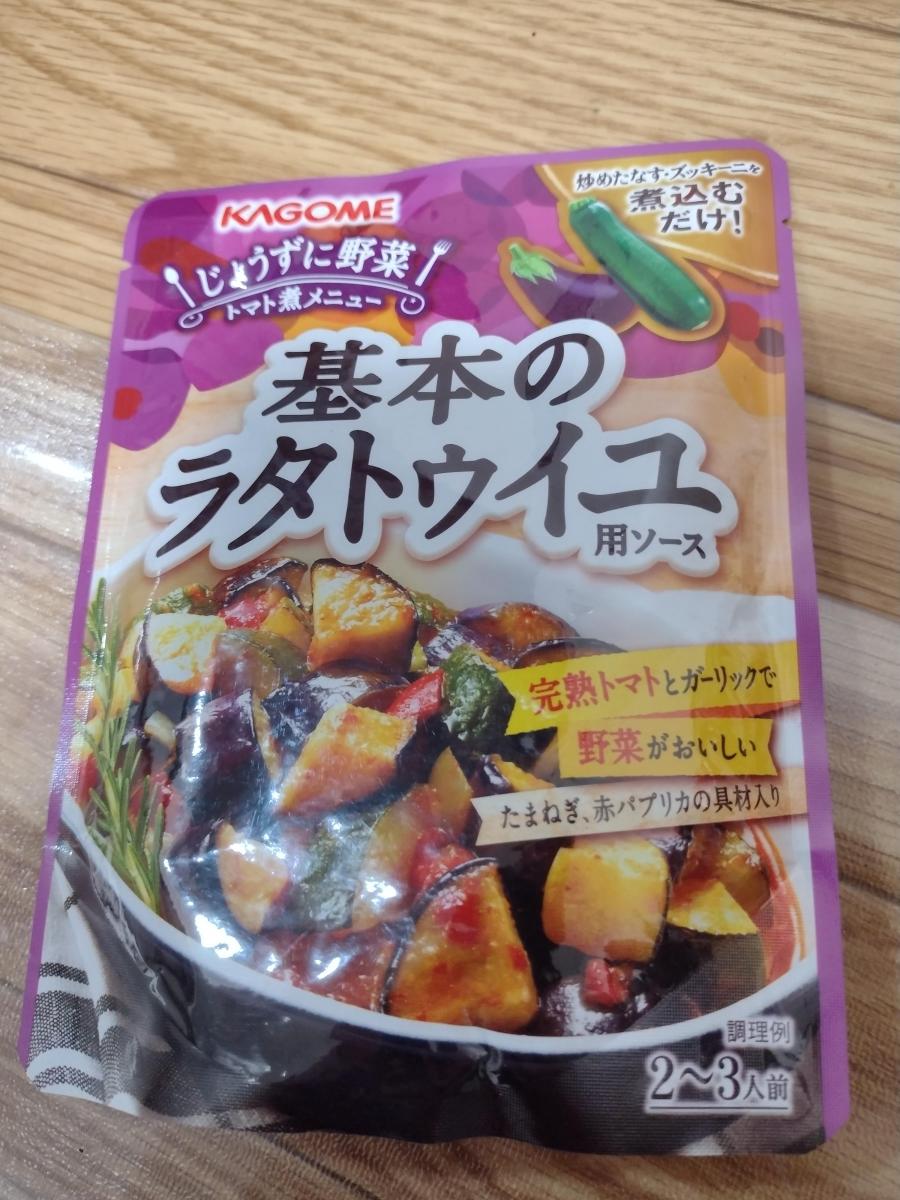 KAGOME
じょうずに野菜
トマト煮メニュー
炒めたなす・ズッキーニを
煮込む
だけ!
基本の
ラタトゥイユ
用ソース
完熟トマトとガーリックで
野菜がおいしい
たまねぎ、赤パプリカの具材入り
調理例
2〜3人前